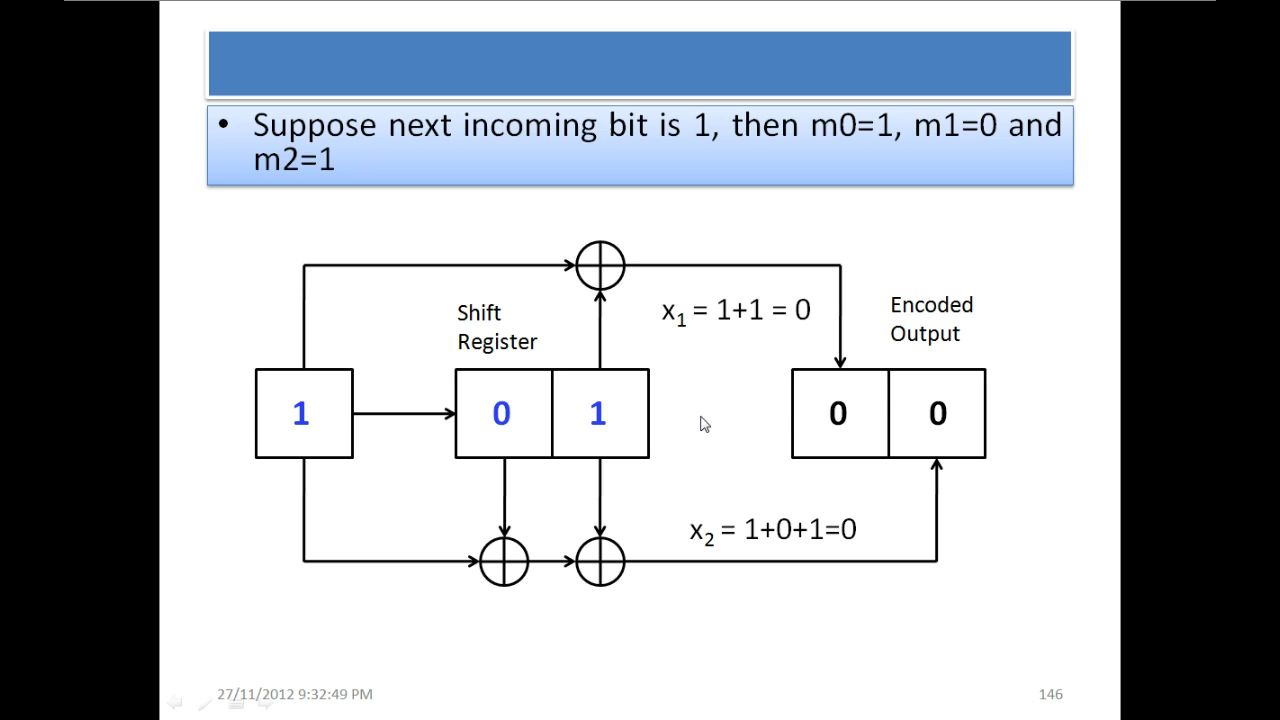 • Suppose next incoming bit is 1, then m0=1, m1=0 and
m2=1
Shift
Register
x₁ = 1+1 = 0
Encoded
Output
1
0 1
0 0
x₂ = 1+0+1=0
27/11/2012 9:32:49 PM
146